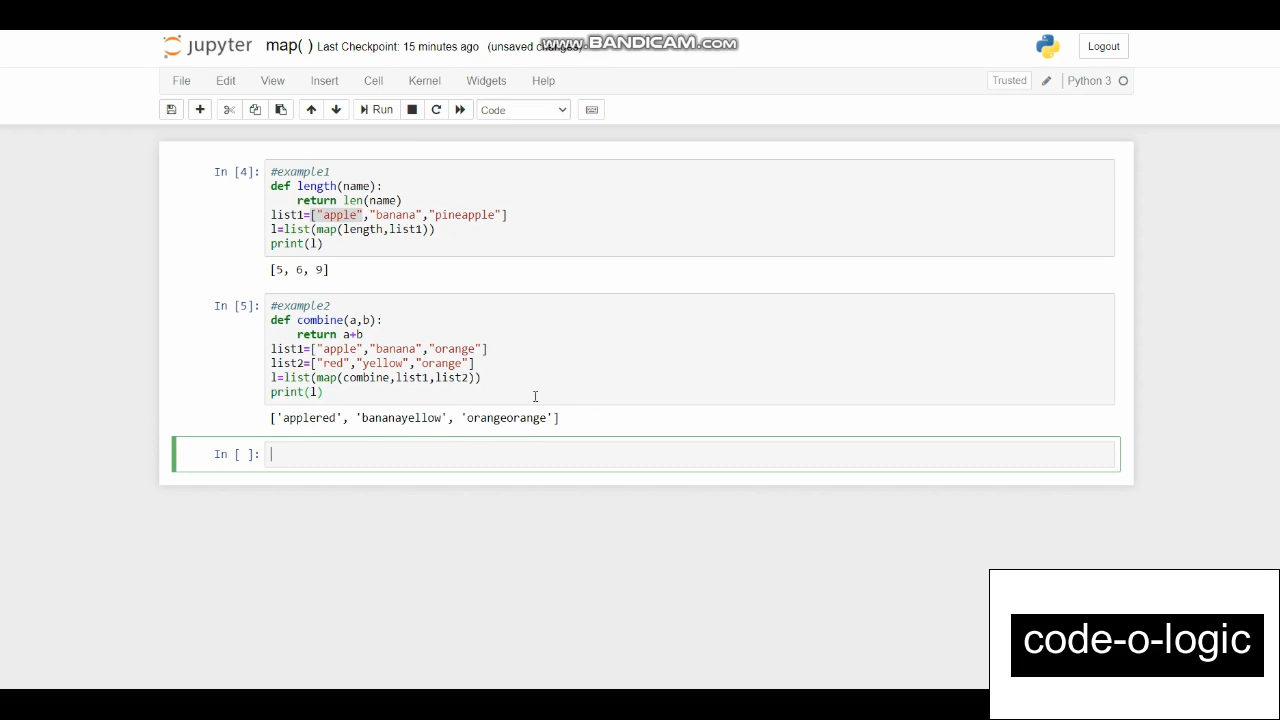 jupyter map( ) Last Checkpoint: 15 minutes ago (unsaved changes)
www.BANDICAM.COM
Logout
File Edit View Insert Cell Kernel Widgets Help
Trusted Python 3
Run Code
In [4]:
#example1
def length(name):
    return len(name)
list1=["apple","banana","pineapple"]
l=list(map(length,list1))
print(l)
[5, 6, 9]
In [5]:
#example2
def combine(a,b):
    return a+b
list1=["apple","banana","orange"]
list2=["red","yellow","orange"]
l=list(map(combine,list1,list2))
print(l)
['applered', 'bananayellow', 'orangeorange']
In [ ]:
code-o-logic